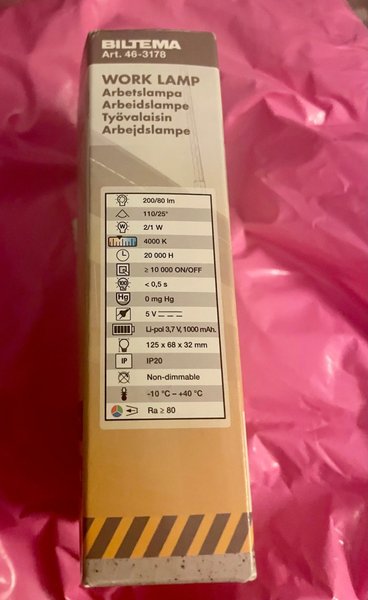 BILTEMA
Art. 46-3178
WORK LAMP
Arbetslampa
Arbeidslampe
Työvalaisin
Arbejdslampe
200/80 lm
110/25°
W 2/1 W
4000 K
20 000 H
≥ 10 000 ON/OFF
100% < 0,5 s
Hg 0 mg Hg
5 V
Li-pol 3,7 V, 1000 mAh.
125 x 68 x 32 mm
IP IP20
Non-dimmable
-10 °C – +40 °C
Ra ≥ 80